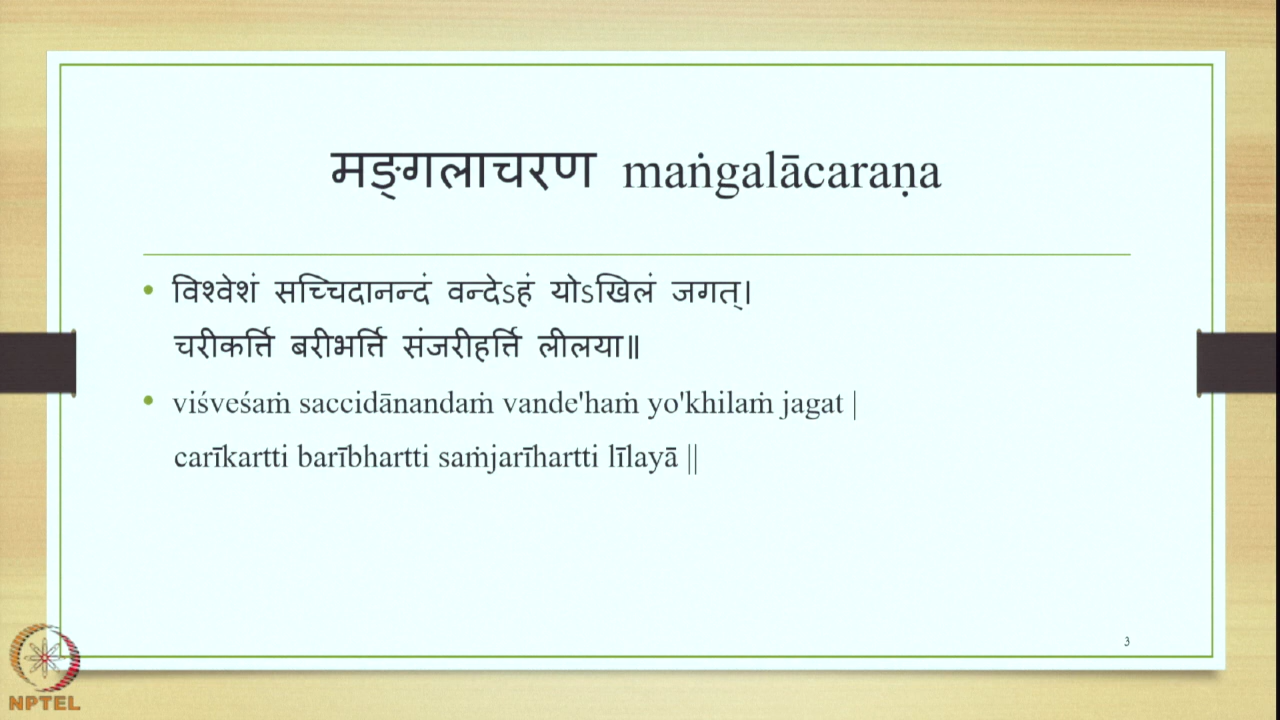 मङ्गलाचरण maṅgalācaraṇa
• विश्वेशं सच्चिदानन्दं वन्देऽहं योऽखिलं जगत्।
चरीकर्त्ति बरीभर्त्ति संजरीहर्त्ति लीलया॥
• viśveśaṁ saccidānandaṁ vande'haṁ yo'khilaṁ jagat |
carīkartti barībhartti saṁjarīhartti līlayā ||
3
NPTEL